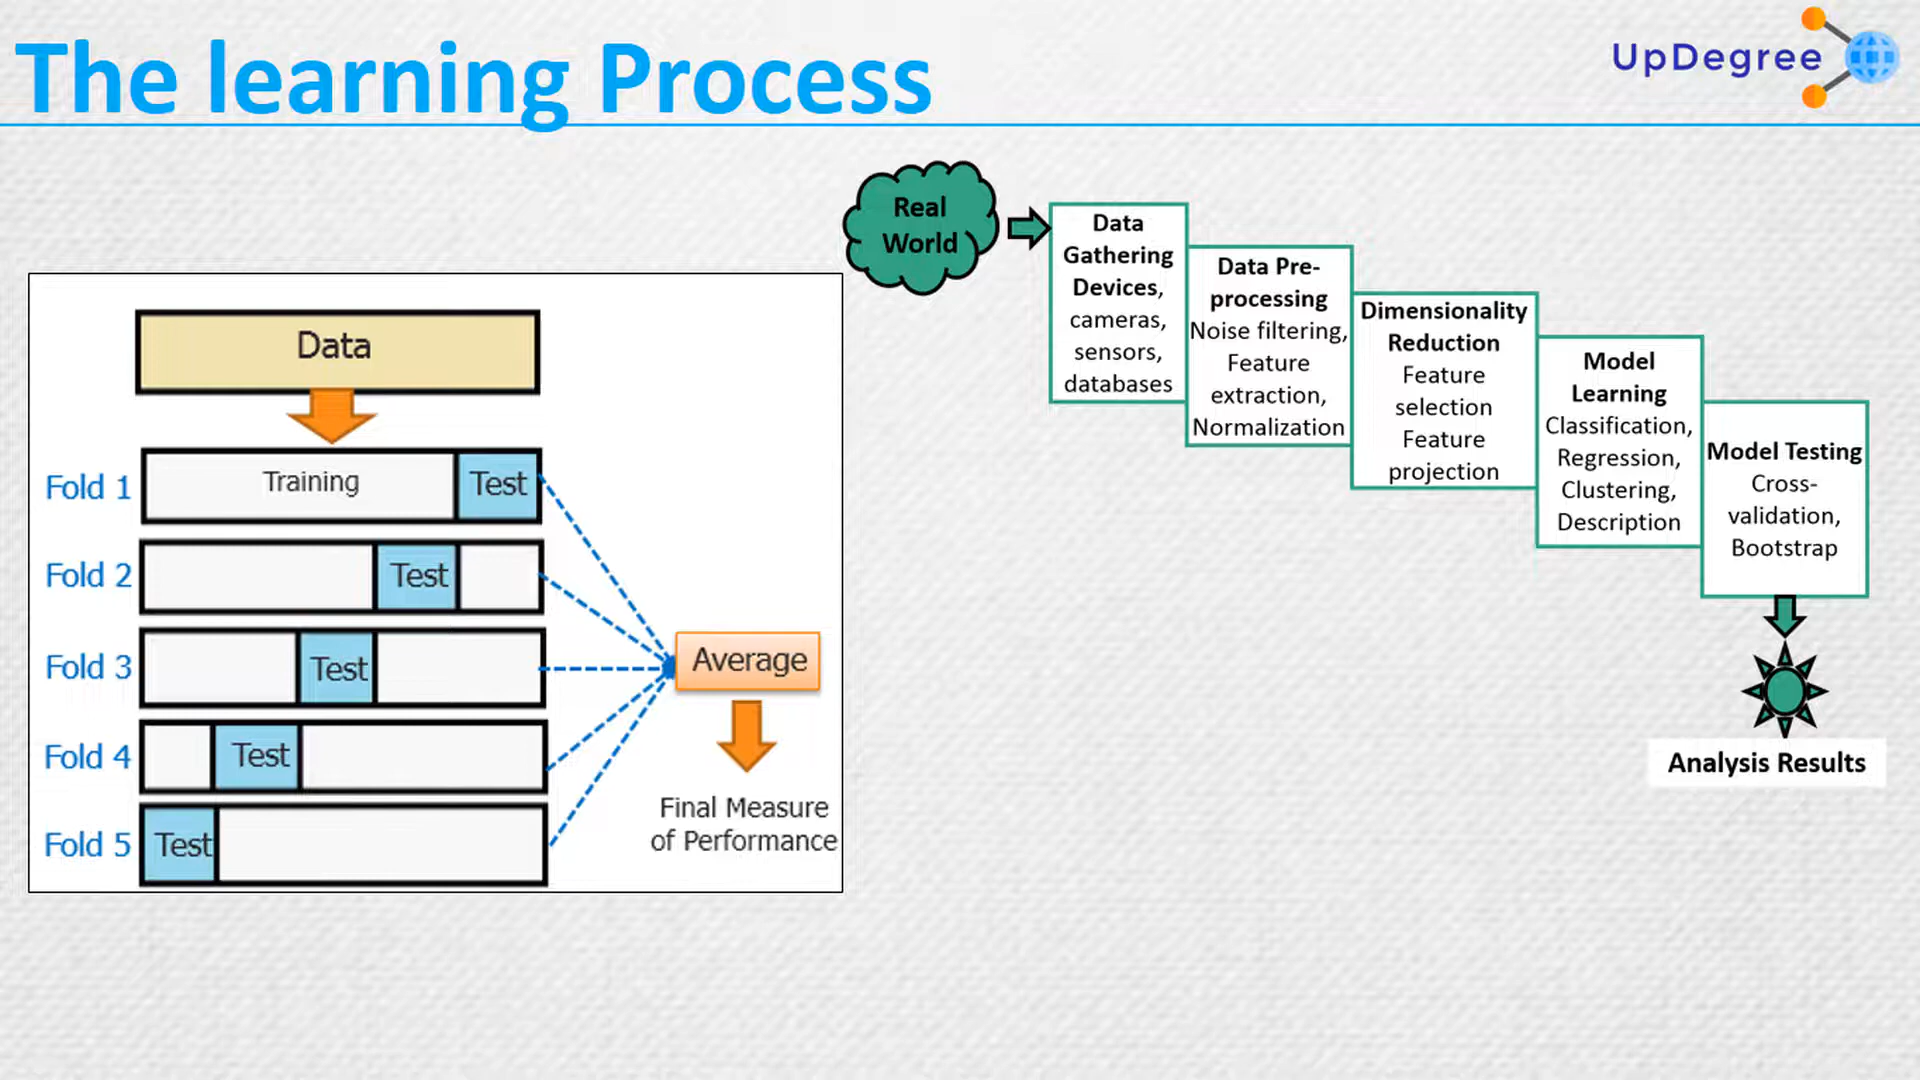 The learning Process
UpDegree
Data
Fold 1
Training
Test
Fold 2
Test
Fold 3
Test
Fold 4
Test
Fold 5
Test
Average
Final Measure
of Performance
Real
World
Data
Gathering
Devices,
cameras,
sensors,
databases
Data Pre-
processing
Noise filtering,
Feature
extraction,
Normalization
Dimensionality
Reduction
Feature
selection
Feature
projection
Model
Learning
Classification,
Regression,
Clustering,
Description
Model Testing
Cross-
validation,
Bootstrap
Analysis Results